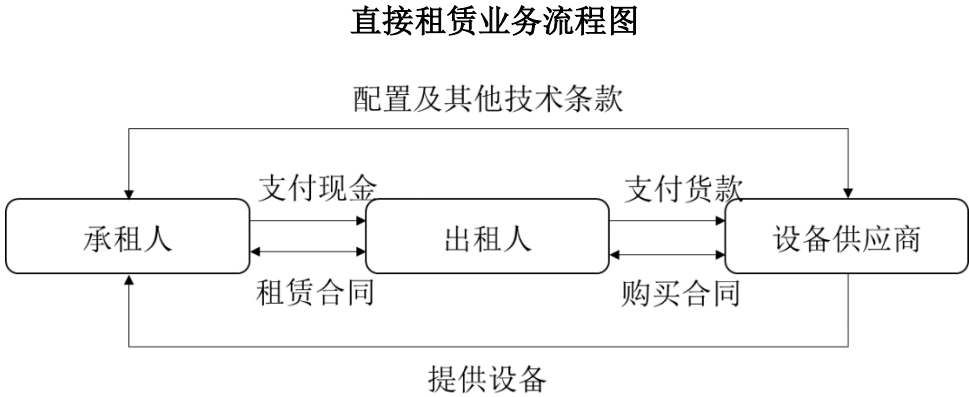 直接租赁业务流程图
配置及其他技术条款
支付现金
支付货款
承租人
出租人
设备供应商
租赁合同
购买合同
提供设备